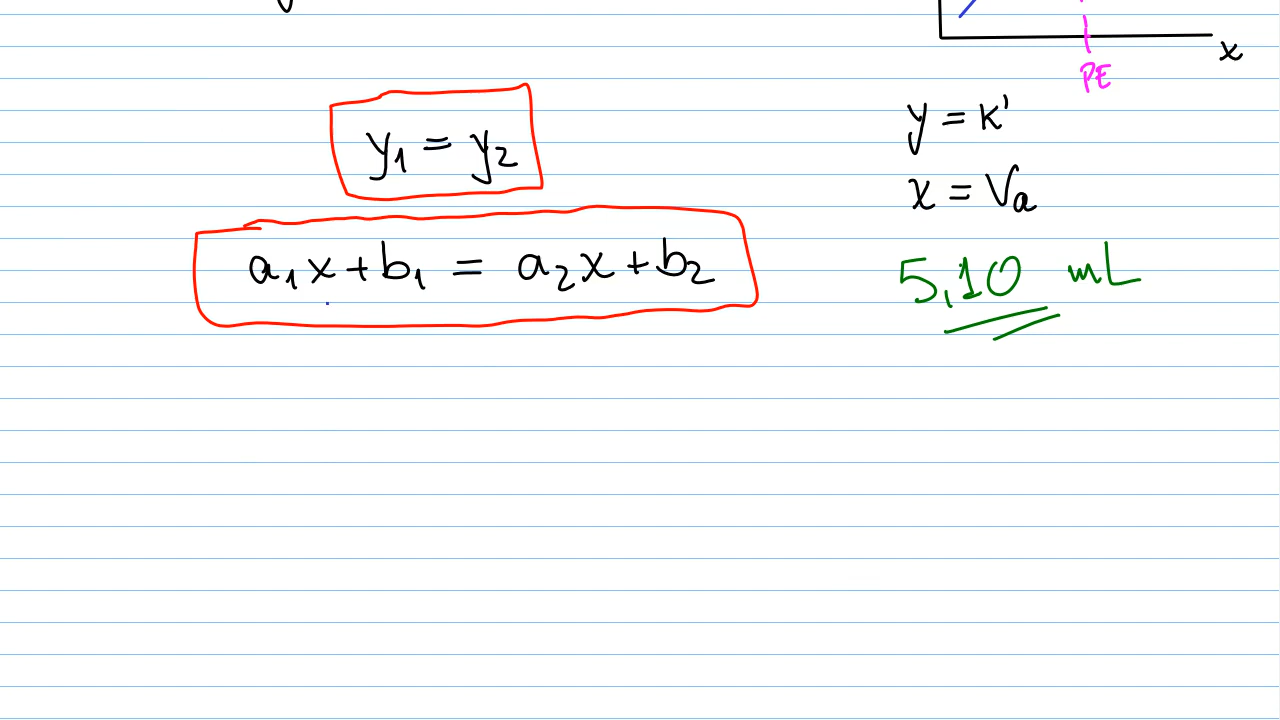 x
PE
y₁ = y₂
a₁x + b₁ = a₂x + b₂
y = K'
x = Va
5,10 mL